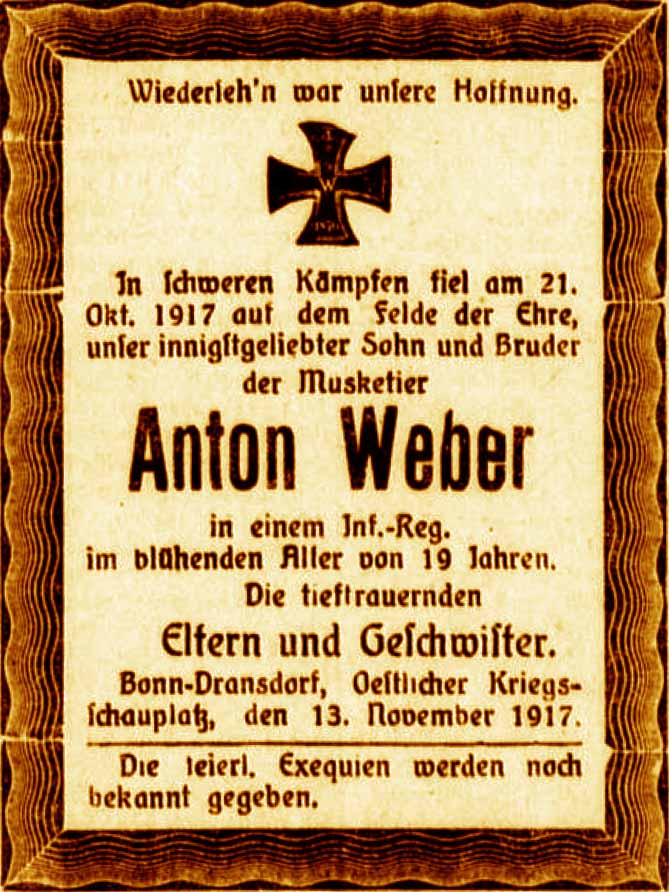 Wiederſeh'n war unſere Hoffnung.
W
In ſchweren Kämpfen fiel am 21.
Okt. 1917 auf dem Felde der Ehre,
unſer innigſtgeliebter Sohn und Bruder
der Musketier
Anton Weber
in einem Inf.-Reg.
im blühenden Alter von 19 Jahren.
Die tieftrauernden
Eltern und Geſchwiſter.
Bonn-Dransdorf, Oeſtlicher Kriegs-
ſchauplatz, den 13. November 1917.
Die feierl. Exequien werden noch
bekannt gegeben.